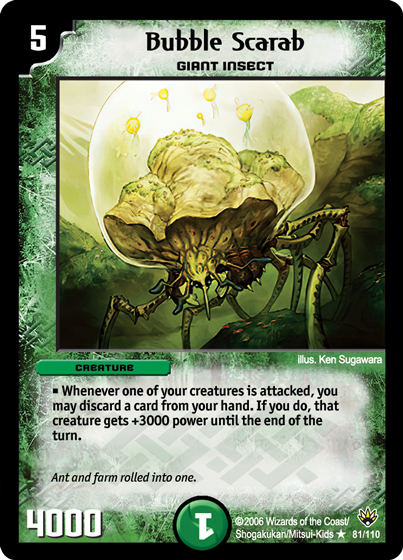 5
Bubble Scarab
GIANT INSECT
illus. Ken Sugawara
CREATURE
▪ Whenever one of your creatures is attacked, you
may discard a card from your hand. If you do, that
creature gets +3000 power until the end of the
turn.
Ant and farm rolled into one.
4000
1
©2006 Wizards of the Coast/
Shogakukan/Mitsui-Kids ★ 81/110